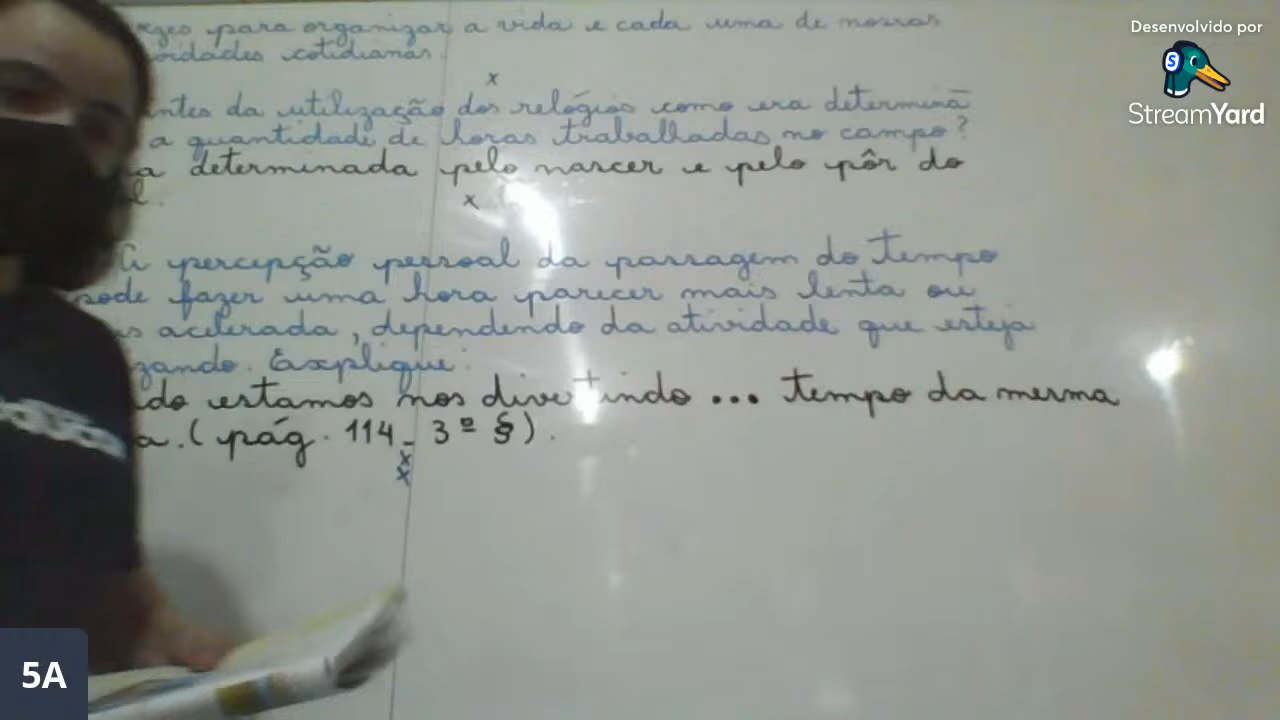 para organizar a vida e cada uma de nossas
cotidianas.
x
da utilização dos relógios como era determina
a quantidade de horas trabalhadas no campo?
determinada pelo nascer e pelo pôr do
x
A percepção pessoal da passagem do tempo
pode fazer uma hora parecer mais lenta ou
acelerada, dependendo da atividade que esteja
Explique.
estamos nos divertindo ... tempo da mesma
(pág. 114 - 3º §).
x
x
Desenvolvido por
StreamYard
5A